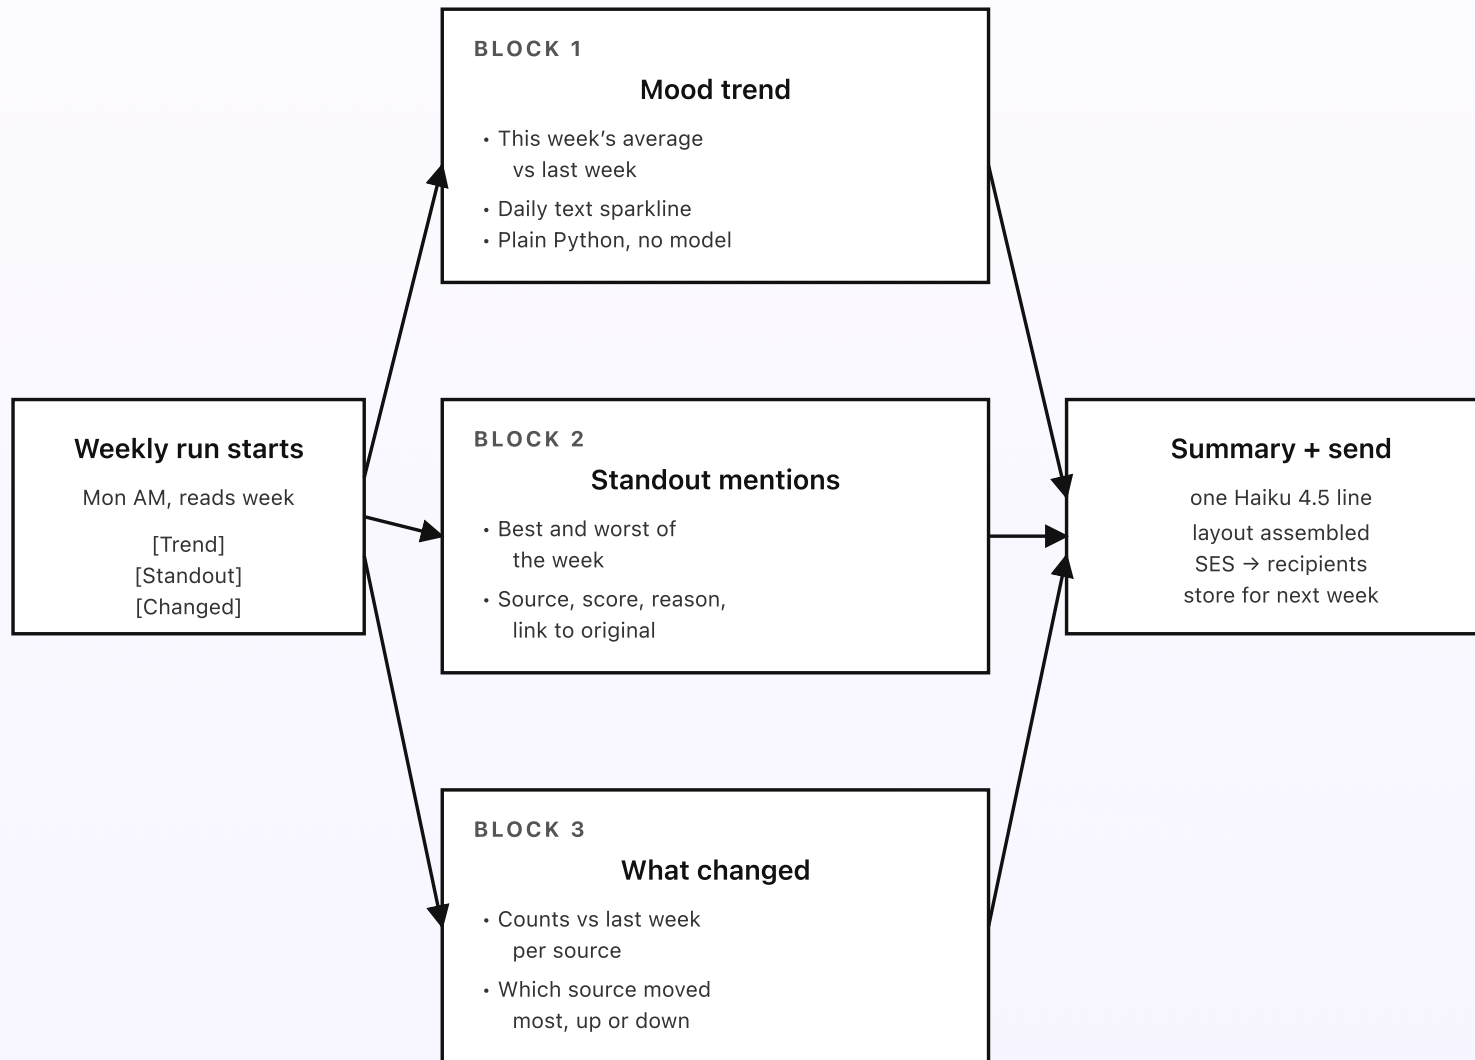 BLOCK 1
Mood trend
• This week’s average
vs last week
• Daily text sparkline
• Plain Python, no model
Weekly run starts
Mon AM, reads week
[Trend]
[Standout]
[Changed]
BLOCK 2
Standout mentions
• Best and worst of
the week
• Source, score, reason,
link to original
Summary + send
one Haiku 4.5 line
layout assembled
SES → recipients
store for next week
BLOCK 3
What changed
• Counts vs last week
per source
• Which source moved
most, up or down